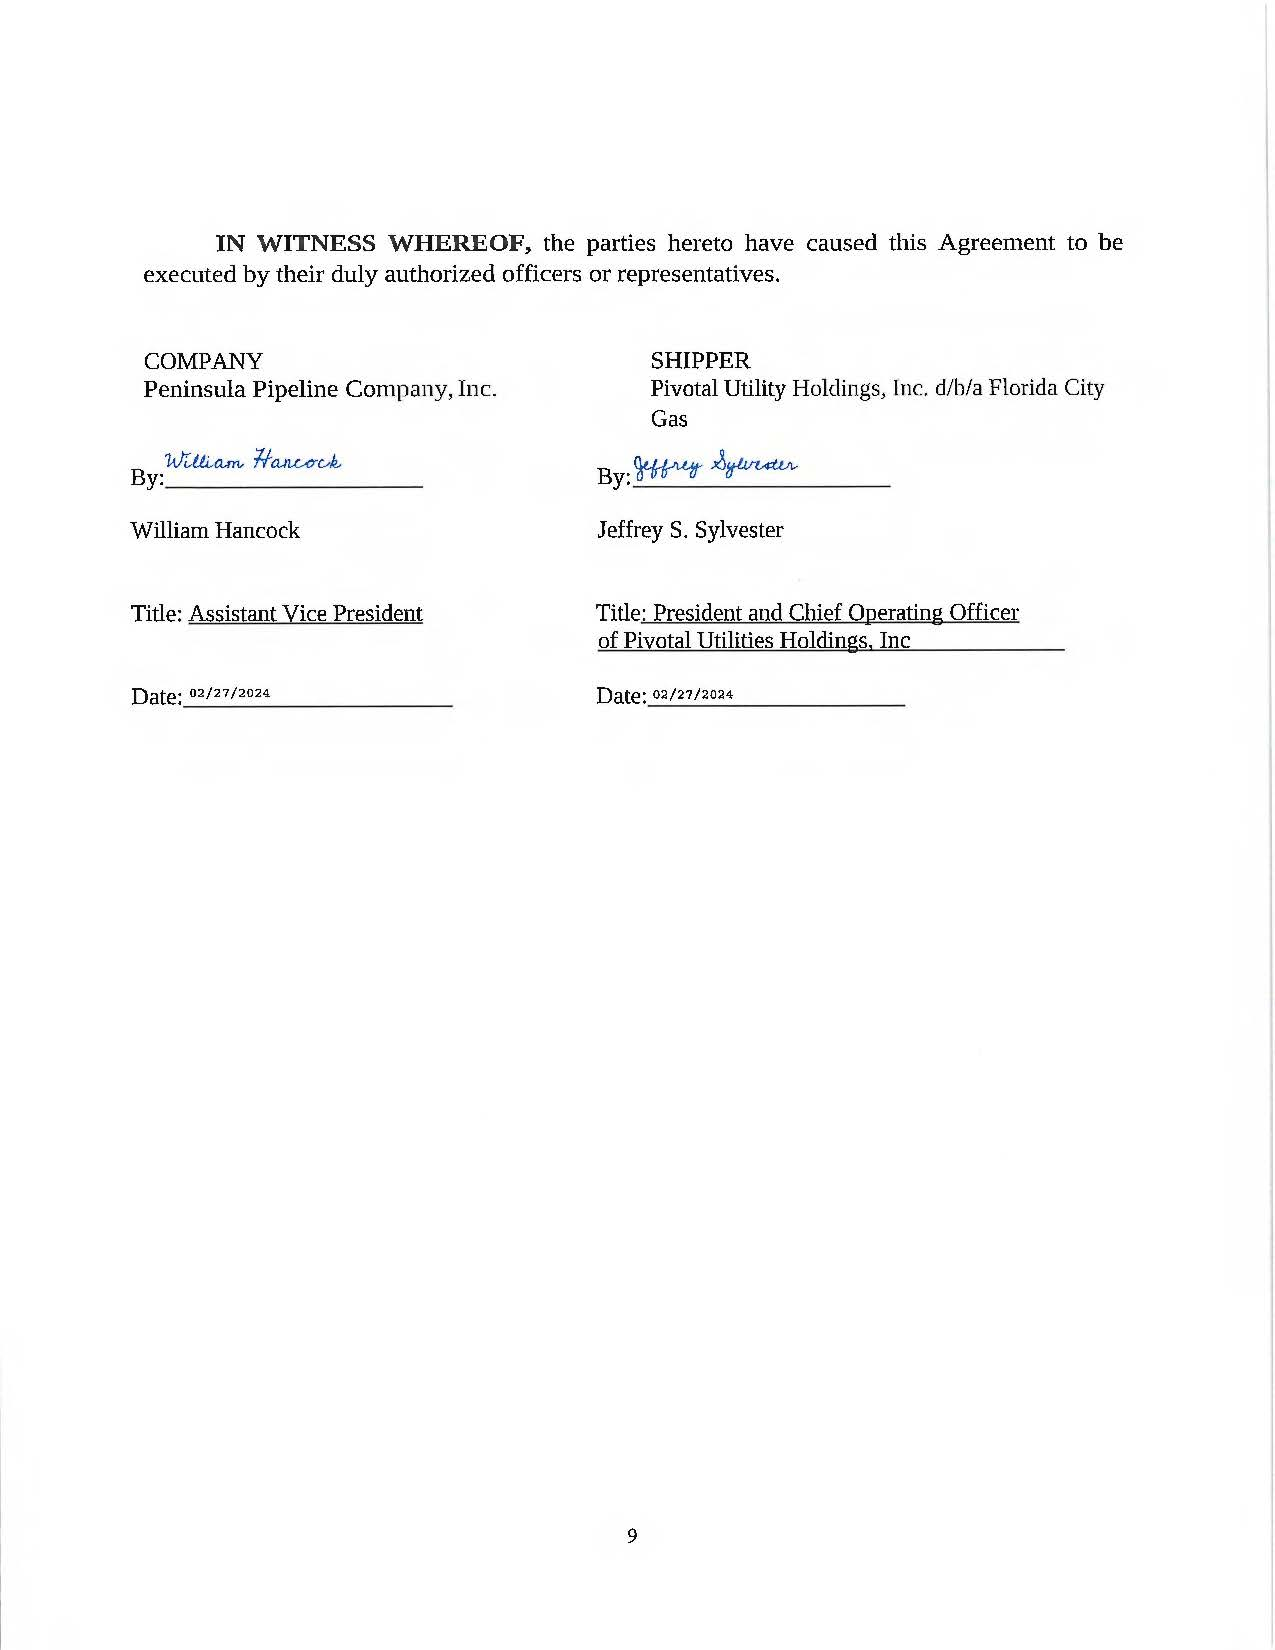 IN WITNESS WHEREOF, the parties hereto have caused this Agreement to be
executed by their duly authorized officers or representatives.
COMPANY
Peninsula Pipeline Company, Inc.
By: William Hancock
William Hancock
Title: Assistant Vice President
Date: 02/27/2024
SHIPPER
Pivotal Utility Holdings, Inc. d/b/a Florida City
Gas
By: Jeffrey Sylvester
Jeffrey S. Sylvester
Title: President and Chief Operating Officer
of Pivotal Utilities Holdings, Inc
Date: 02/27/2024
9